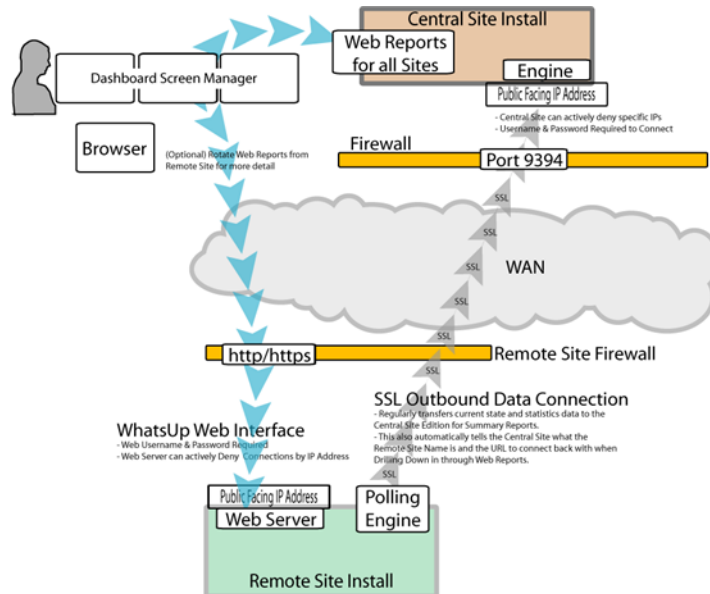 Central Site Install
Web Reports
for all Sites
Dashboard Screen Manager
Engine
Public Facing IP Address
- Central Site can actively deny specific IPs
- Username & Password Required to Connect
Browser
(Optional) Rotate Web Reports from
Remote Site for more detail
Firewall
Port 9394
SSL
SSL
SSL
WAN
SSL
SSL
SSL
http/https
Remote Site Firewall
SSL
SSL Outbound Data Connection
- Regularly transfers current state and statistics data to the
Central Site Edition for Summary Reports.
- This also automatically tells the Central Site what the
Remote Site Name is and the URL to connect back with when
Drilling Down in through Web Reports.
WhatsUp Web Interface
- Web Username & Password Required
- Web Server can actively Deny Connections by IP Address
SSL
Public Facing IP Address
Web Server
Polling
Engine
Remote Site Install